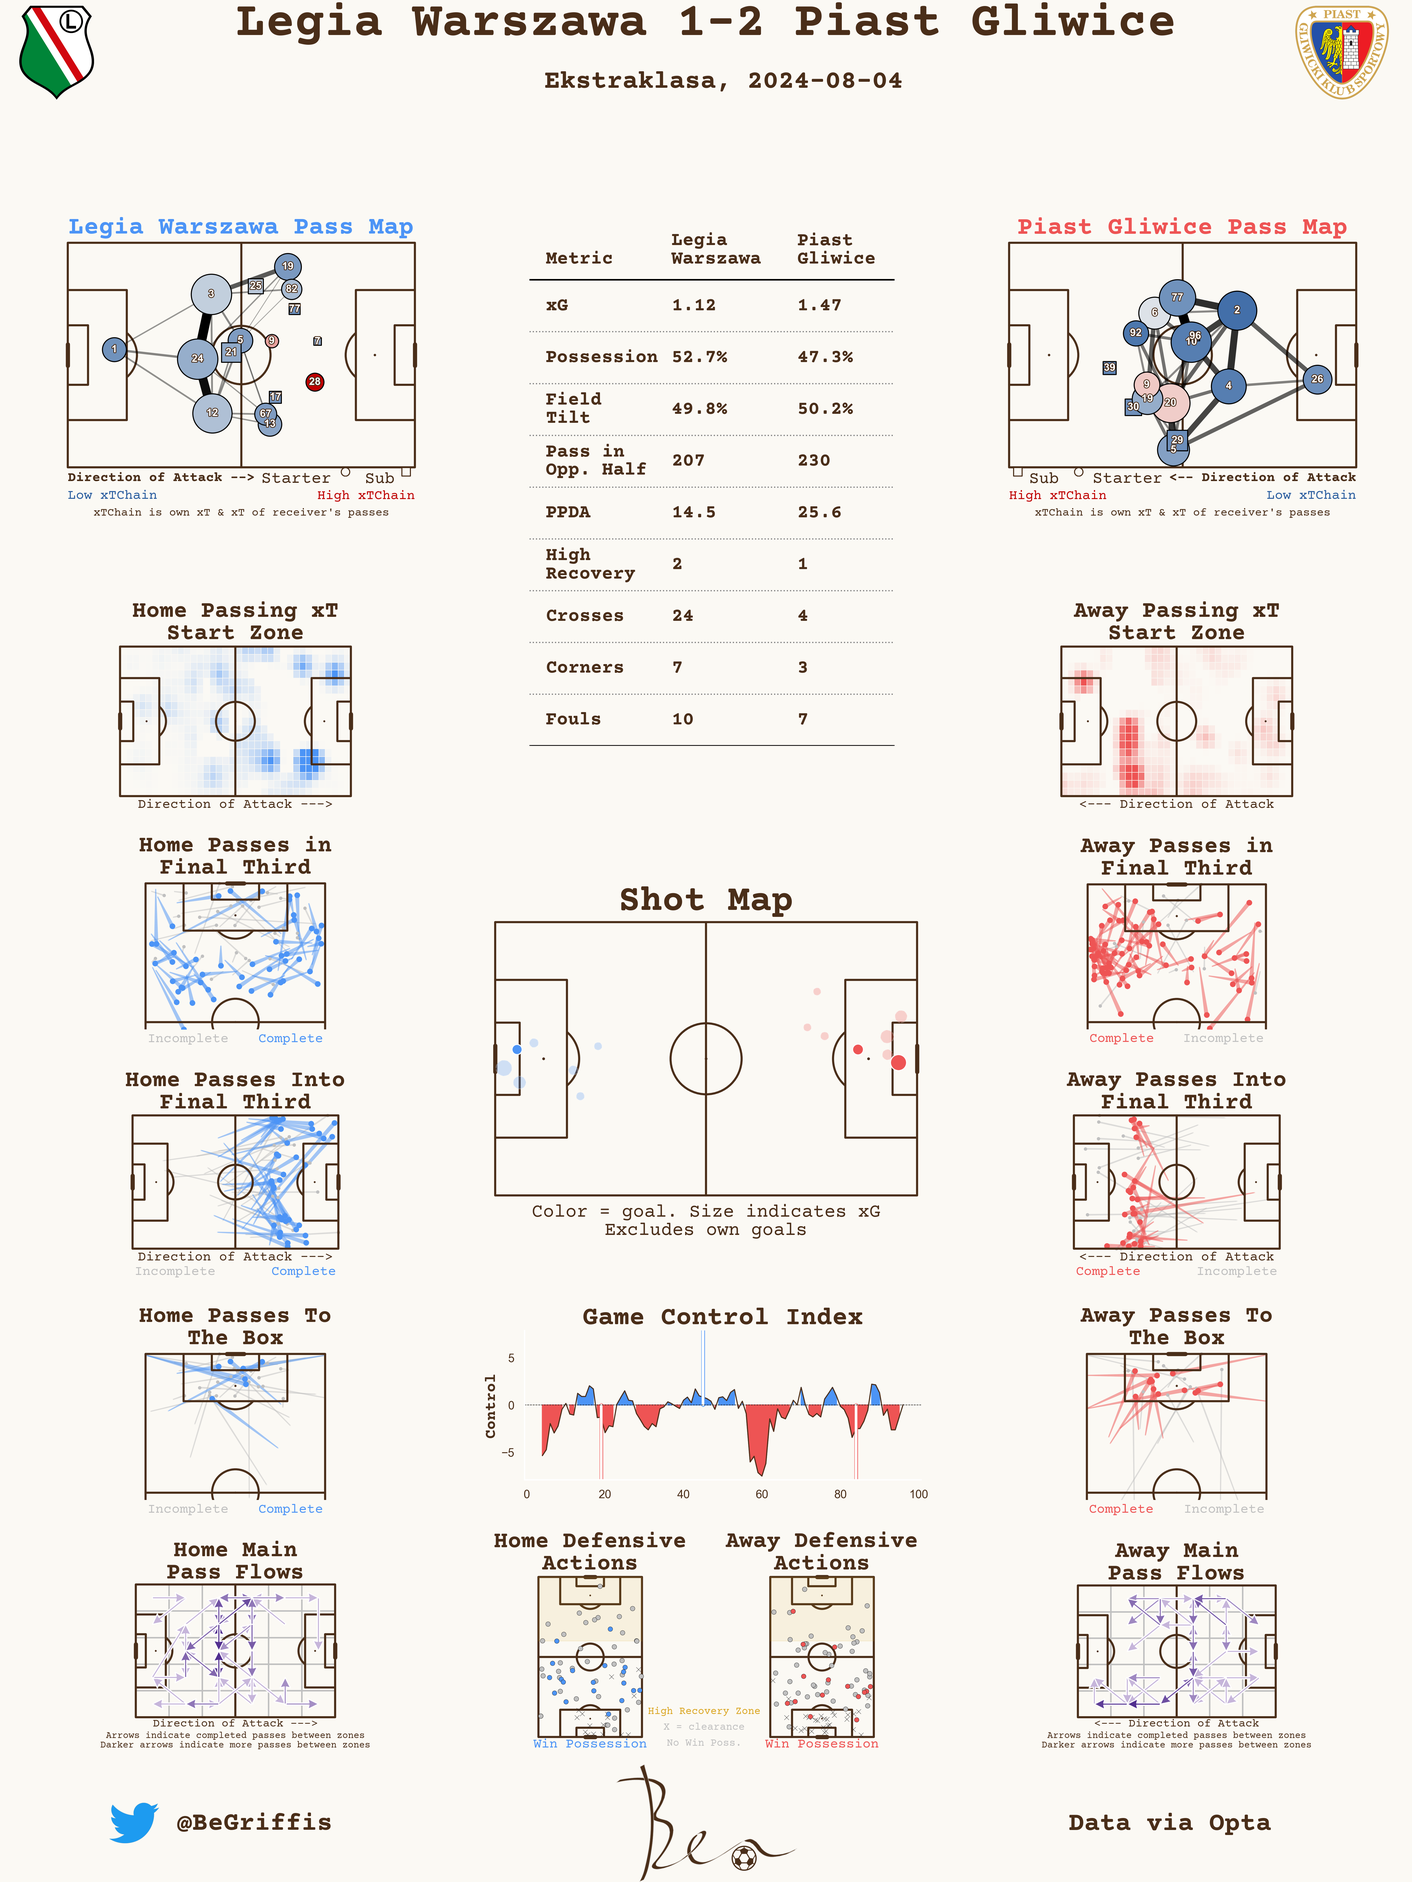 Legia Warszawa 1-2 Piast Gliwice
Ekstraklasa, 2024-08-04
L
PIAST
GLIWICKI KLUB SPORTOWY
Legia Warszawa Pass Map
19
3
25
82
77
1
5
9
7
24
21
28
17
12
67
13
Direction of Attack --> Starter Sub
Low xTChain High xTChain
xTChain is own xT & xT of receiver's passes
Metric Legia Warszawa Piast Gliwice
xG 1.12 1.47
Possession 52.7% 47.3%
Field Tilt 49.8% 50.2%
Pass in Opp. Half 207 230
PPDA 14.5 25.6
High Recovery 2 1
Crosses 24 4
Corners 7 3
Fouls 10 7
Piast Gliwice Pass Map
77
6
2
92
96
10
39
9
4
26
19
30
20
29
5
Sub Starter <-- Direction of Attack
High xTChain Low xTChain
xTChain is own xT & xT of receiver's passes
Home Passing xT
Start Zone
Direction of Attack --->
Away Passing xT
Start Zone
<--- Direction of Attack
Home Passes in
Final Third
Incomplete Complete
Away Passes in
Final Third
Complete Incomplete
Shot Map
Color = goal. Size indicates xG
Excludes own goals
Home Passes Into
Final Third
Direction of Attack --->
Incomplete Complete
Away Passes Into
Final Third
<--- Direction of Attack
Complete Incomplete
Home Passes To
The Box
Incomplete Complete
Game Control Index
Control
5
0
−5
0 20 40 60 80 100
Away Passes To
The Box
Complete Incomplete
Home Main
Pass Flows
Direction of Attack --->
Arrows indicate completed passes between zones
Darker arrows indicate more passes between zones
Home Defensive
Actions
Win Possession
Away Defensive
Actions
Win Possession
High Recovery Zone
X = clearance
No Win Poss.
Away Main
Pass Flows
<--- Direction of Attack
Arrows indicate completed passes between zones
Darker arrows indicate more passes between zones
@BeGriffis
Ben
Data via Opta